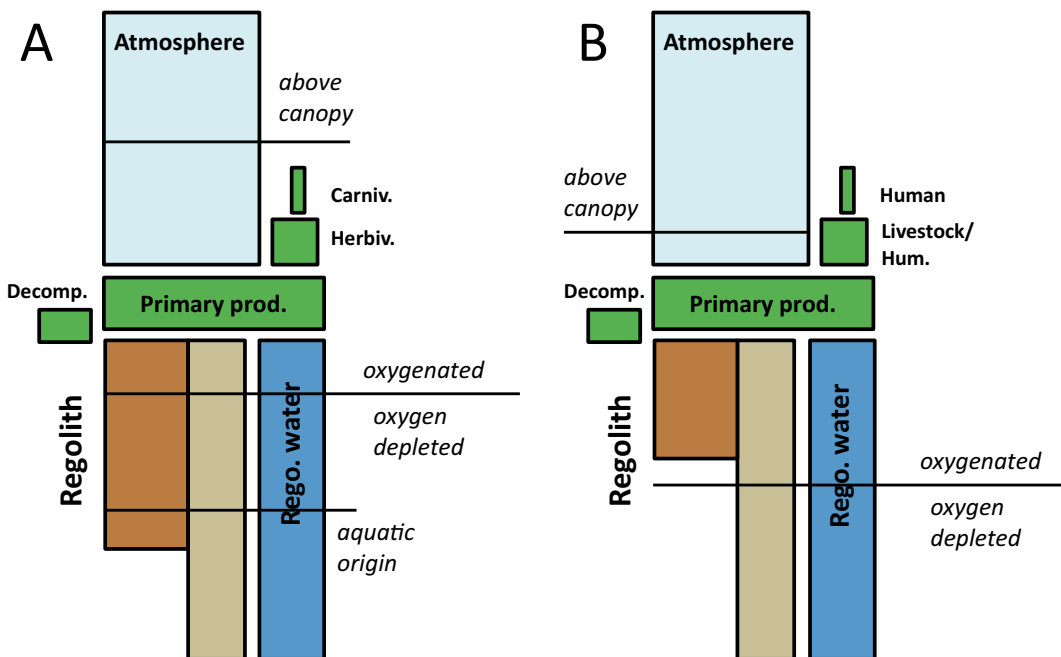 A
Atmosphere
above
canopy
Carniv.
Herbiv.
Decomp.
Primary prod.
Regolith
Rego. water
oxygenated
oxygen
depleted
aquatic
origin
B
Atmosphere
above
canopy
Human
Livestock/
Hum.
Decomp.
Primary prod.
Regolith
Rego. water
oxygenated
oxygen
depleted